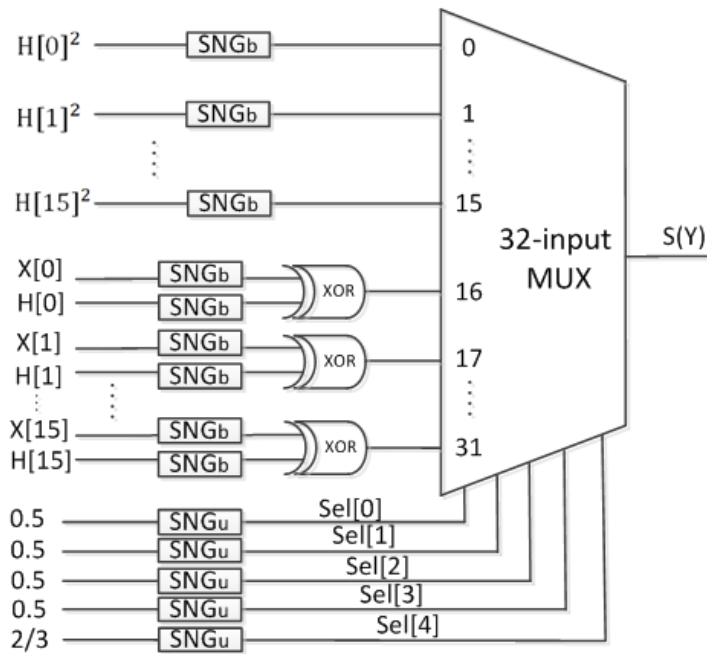 H[0]² SNGb 0
H[1]² SNGb 1
H[15]² SNGb 15
32-input
MUX
S(Y)
X[0] SNGb
H[0] SNGb
XOR 16
X[1] SNGb
H[1] SNGb
XOR 17
X[15] SNGb
H[15] SNGb
XOR 31
0.5 SNGu Sel[0]
0.5 SNGu Sel[1]
0.5 SNGu Sel[2]
0.5 SNGu Sel[3]
2/3 SNGu Sel[4]